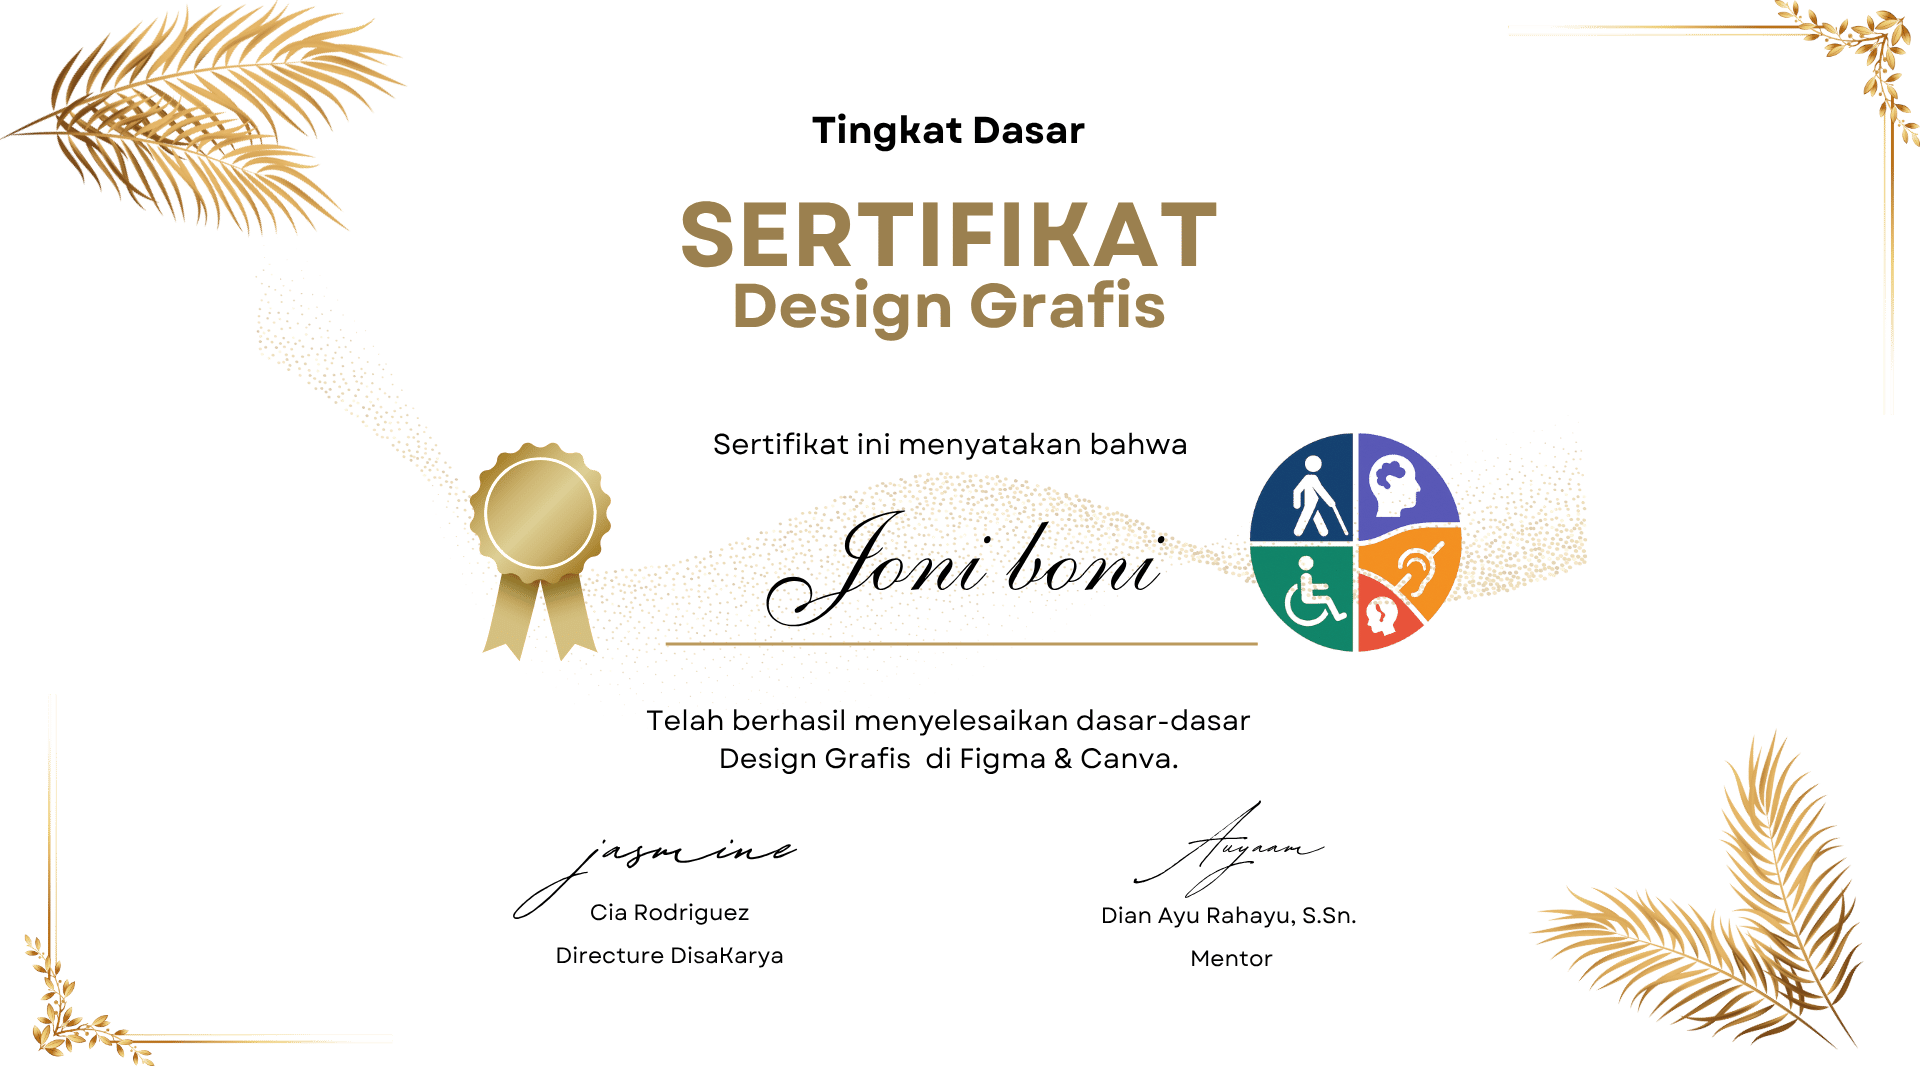 Tingkat Dasar
SERTIFIKAT
Design Grafis
Sertifikat ini menyatakan bahwa
Joni boni
Telah berhasil menyelesaikan dasar-dasar
Design Grafis di Figma & Canva.
jasmine
Auyaam
Cia Rodriguez
Dian Ayu Rahayu, S.Sn.
Directure DisaKarya
Mentor